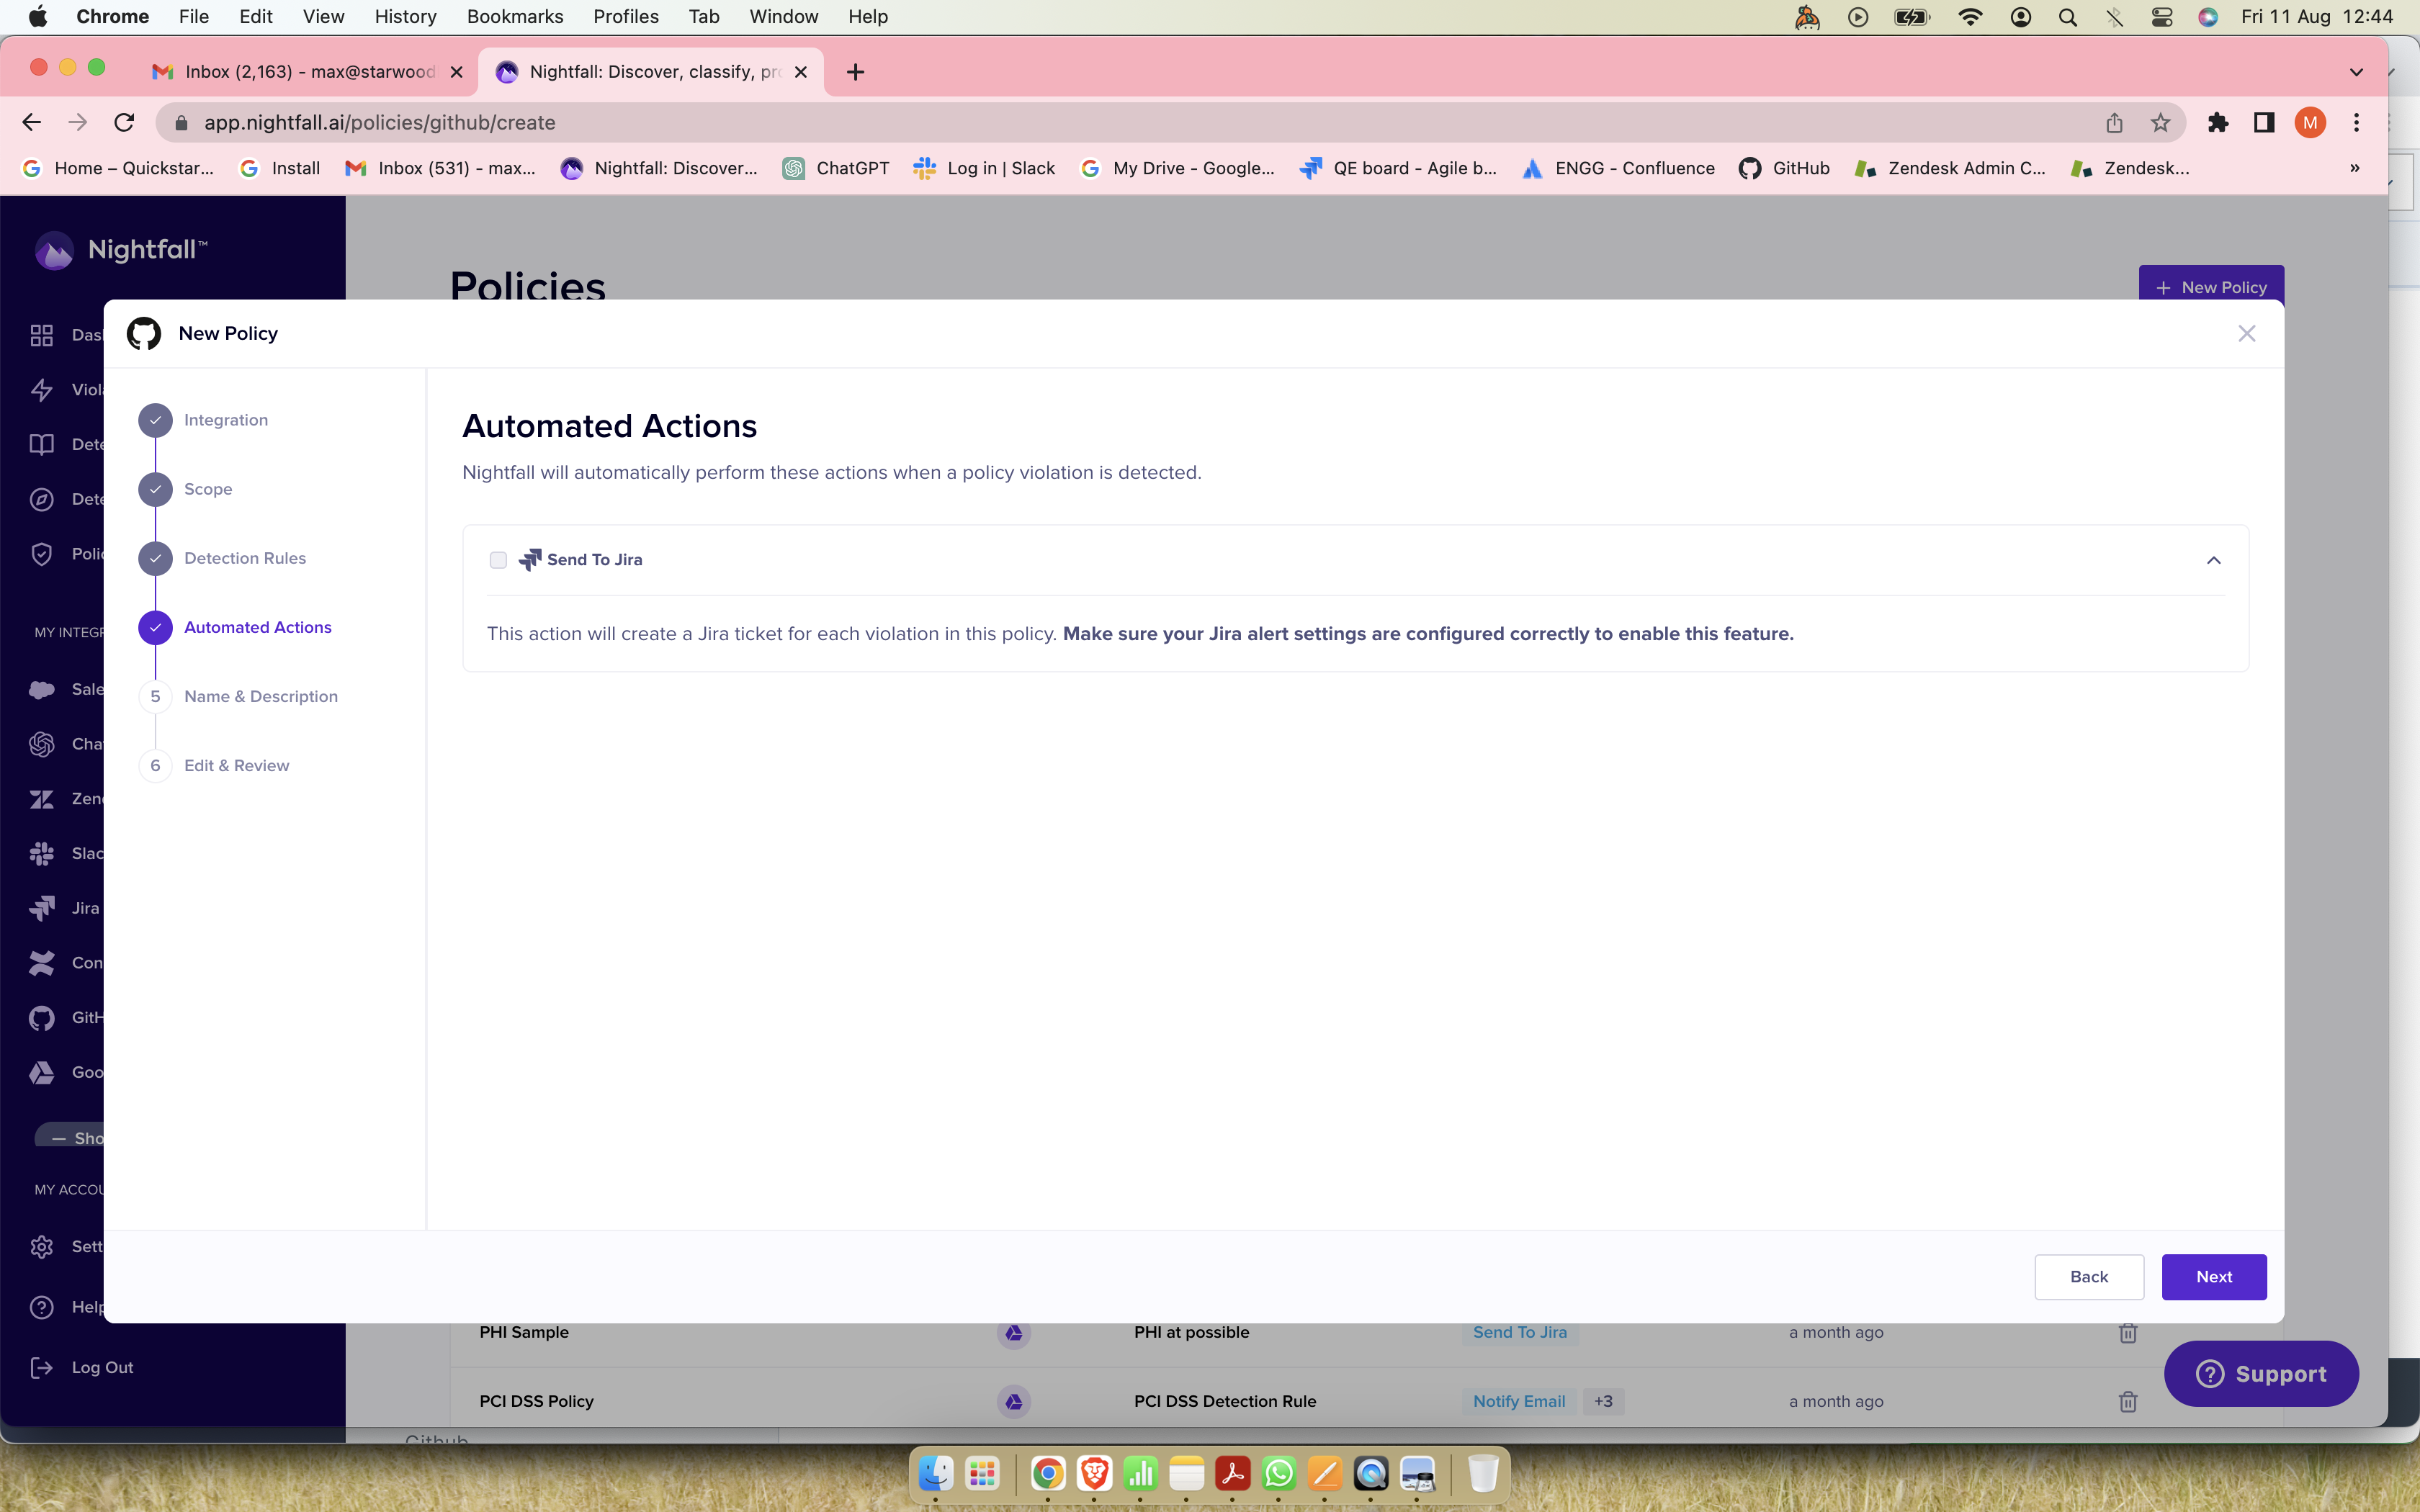 Chrome File Edit View History Bookmarks Profiles Tab Window Help Fri 11 Aug 12:44
Inbox (2,163) - max@starwood Nightfall: Discover, classify, pr
app.nightfall.ai/policies/github/create M
Home – Quickstar... Install Inbox (531) - max... Nightfall: Discover... ChatGPT Log in | Slack My Drive - Google... QE board - Agile b... ENGG - Confluence GitHub Zendesk Admin C... Zendesk... »
Nightfall™
Policies
+ New Policy
New Policy
Das
Viol
Dete
Dete
Polic
MY INTEG
Sale
Cha
Zen
Slac
Jira
Con
GitH
Goo
Sho
MY ACCOU
Sett
Help
Log Out
Integration
Scope
Detection Rules
Automated Actions
5 Name & Description
6 Edit & Review
Automated Actions
Nightfall will automatically perform these actions when a policy violation is detected.
Send To Jira
This action will create a Jira ticket for each violation in this policy. Make sure your Jira alert settings are configured correctly to enable this feature.
Back Next
PHI Sample PHI at possible Send To Jira a month ago
PCI DSS Policy PCI DSS Detection Rule Notify Email +3 a month ago
Support
Github